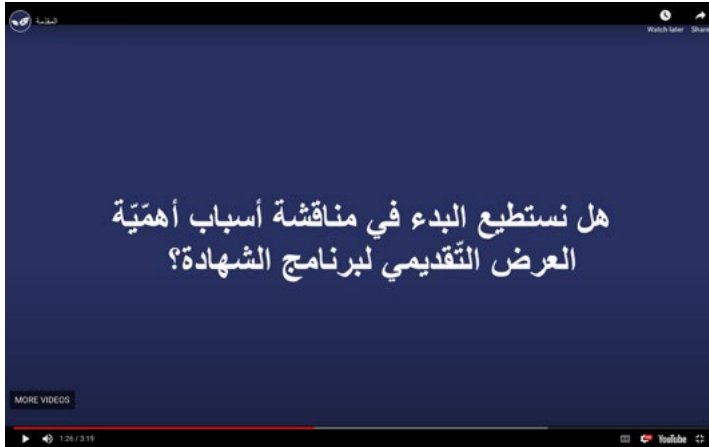 المقدمة
Watch later
Share
هل نستطيع البدء في مناقشة أسباب أهمّيّة
العرض التّقديمي لبرنامج الشهادة؟
MORE VIDEOS
1:26 / 3:19
YouTube